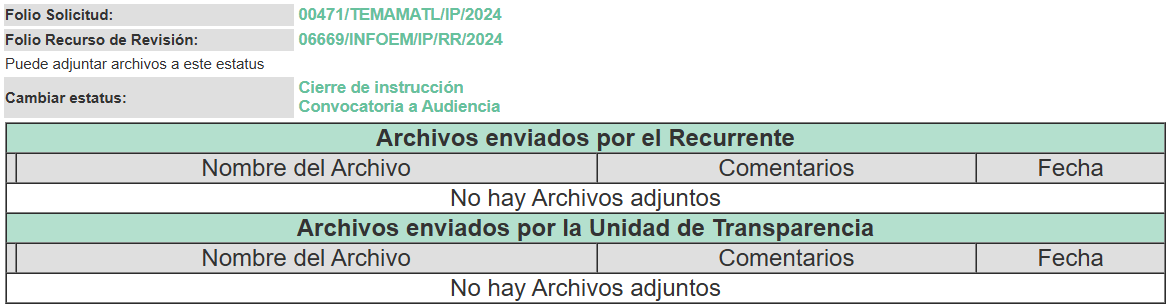 Folio Solicitud: 00471/TEMAMATL/IP/2024
Folio Recurso de Revisión: 06669/INFOEM/IP/RR/2024
Puede adjuntar archivos a este estatus
Cambiar estatus: Cierre de instrucción
Convocatoria a Audiencia
Archivos enviados por el Recurrente
Nombre del Archivo Comentarios Fecha
No hay Archivos adjuntos
Archivos enviados por la Unidad de Transparencia
Nombre del Archivo Comentarios Fecha
No hay Archivos adjuntos